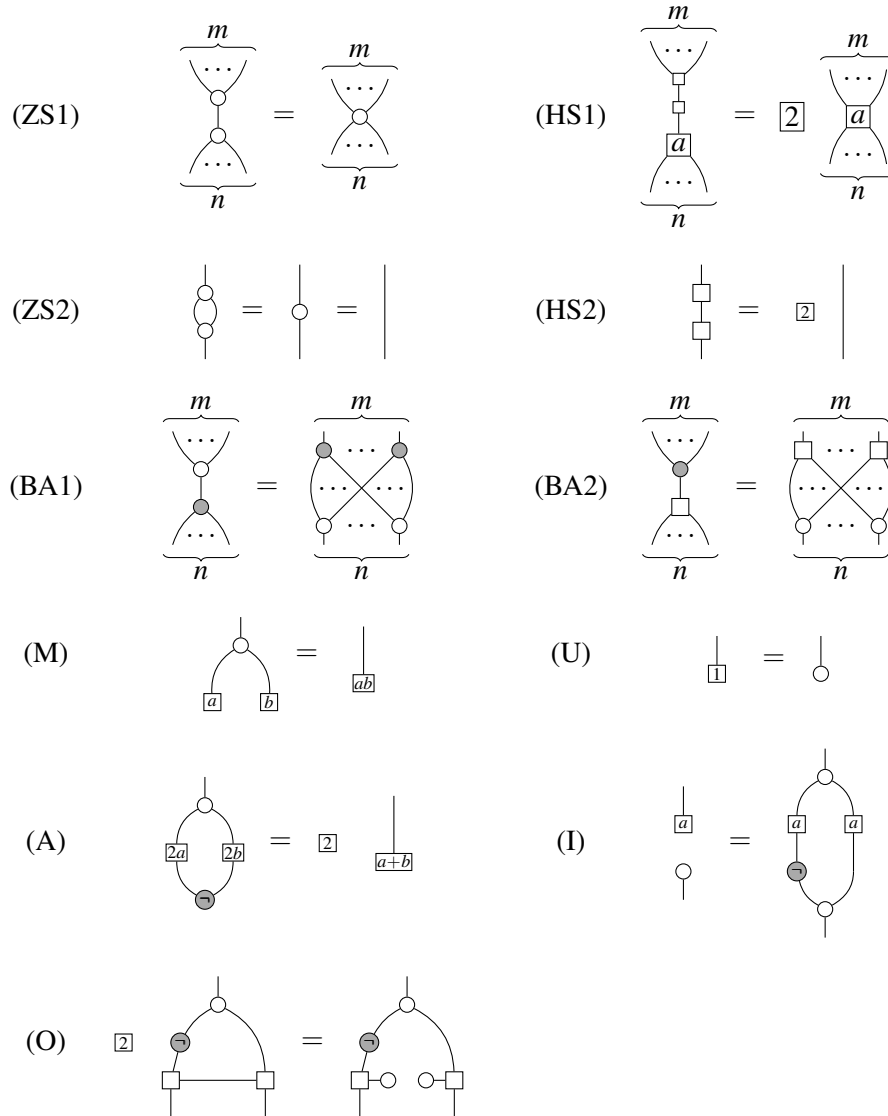 (ZS1)
m
···
···
n
=
m
···
···
n
(HS1)
m
···
a
···
n
=
2
m
···
a
···
n
(ZS2)
= =
(HS2)
=
2
(BA1)
m
···
···
n
=
m
···
··· ···
···
n
(BA2)
m
···
···
n
=
m
···
··· ···
···
n
(M)
a b
=
ab
(U)
1
=
(A)
2a 2b
¬
=
2
a+b
(I)
a
=
a a
¬
(O)
2
¬
=
¬